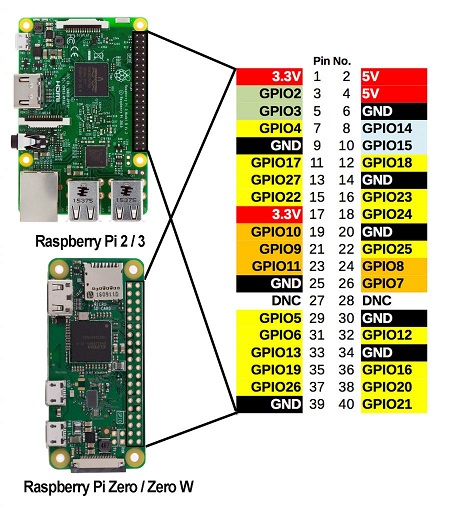 Pin No.
3.3V 1 2 5V
GPIO2 3 4 5V
GPIO3 5 6 GND
GPIO4 7 8 GPIO14
GND 9 10 GPIO15
GPIO17 11 12 GPIO18
GPIO27 13 14 GND
GPIO22 15 16 GPIO23
3.3V 17 18 GPIO24
GPIO10 19 20 GND
GPIO9 21 22 GPIO25
GPIO11 23 24 GPIO8
GND 25 26 GPIO7
DNC 27 28 DNC
GPIO5 29 30 GND
GPIO6 31 32 GPIO12
GPIO13 33 34 GND
GPIO19 35 36 GPIO16
GPIO26 37 38 GPIO20
GND 39 40 GPIO21
HDMI
15375
15375
Raspberry Pi 2 / 3
Raspberry Pi Zero / Zero W